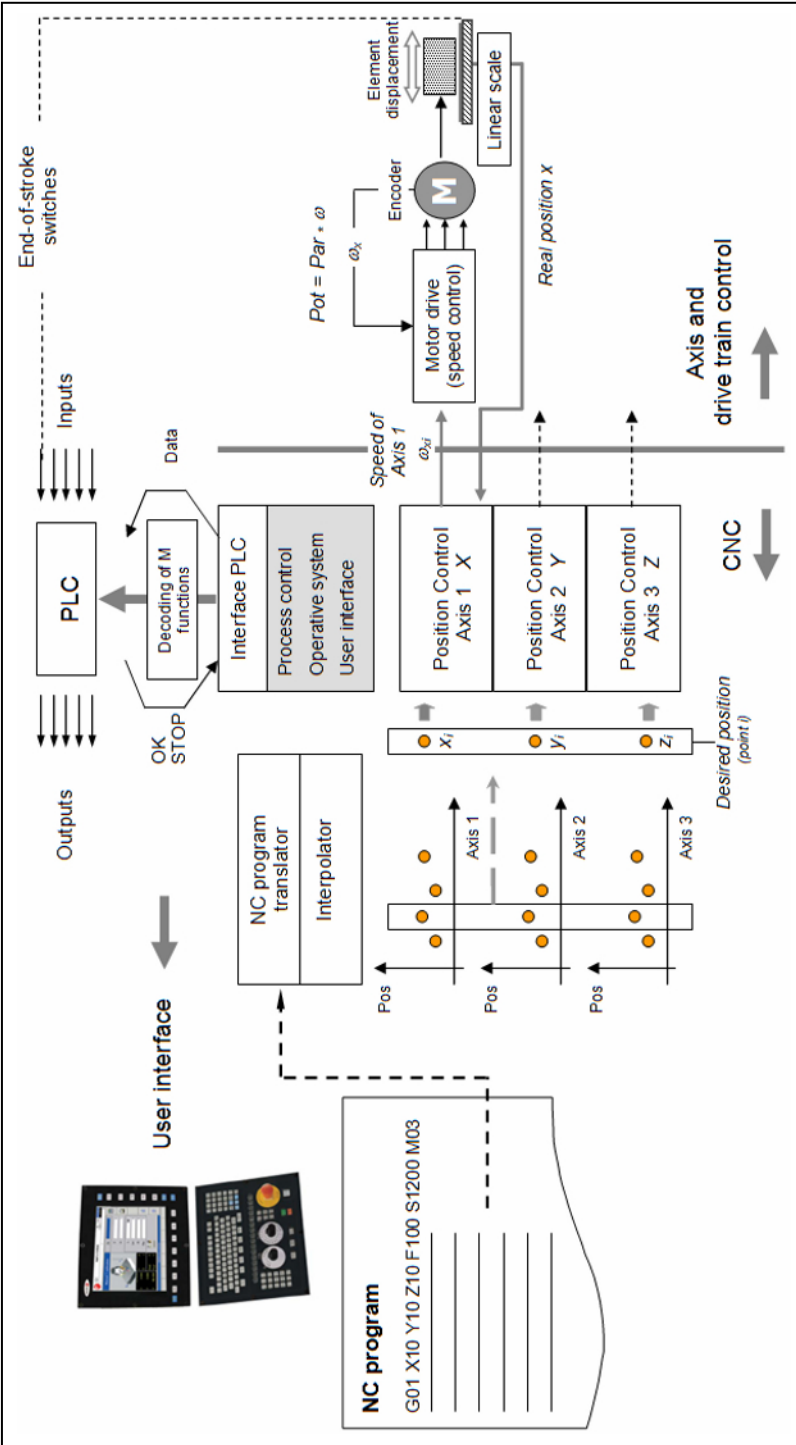 User interface
NC program
G01 X10 Y10 Z10 F100 S1200 M03
NC program
translator
Interpolator
Pos
Axis 1
Pos
Axis 2
Pos
Axis 3
xi
yi
zi
Desired position
(point i)
Outputs
PLC
Inputs
End-of-stroke
switches
OK
STOP
Decoding of M
functions
Data
Interface PLC
Process control
Operative system
User interface
Position Control
Axis 1 X
Position Control
Axis 2 Y
Position Control
Axis 3 Z
CNC
Axis and
drive train control
Speed of
Axis 1
ωxi
Motor drive
(speed control)
Pot = Par * ω
ωx
Encoder
M
Element
displacement
Linear scale
Real position x